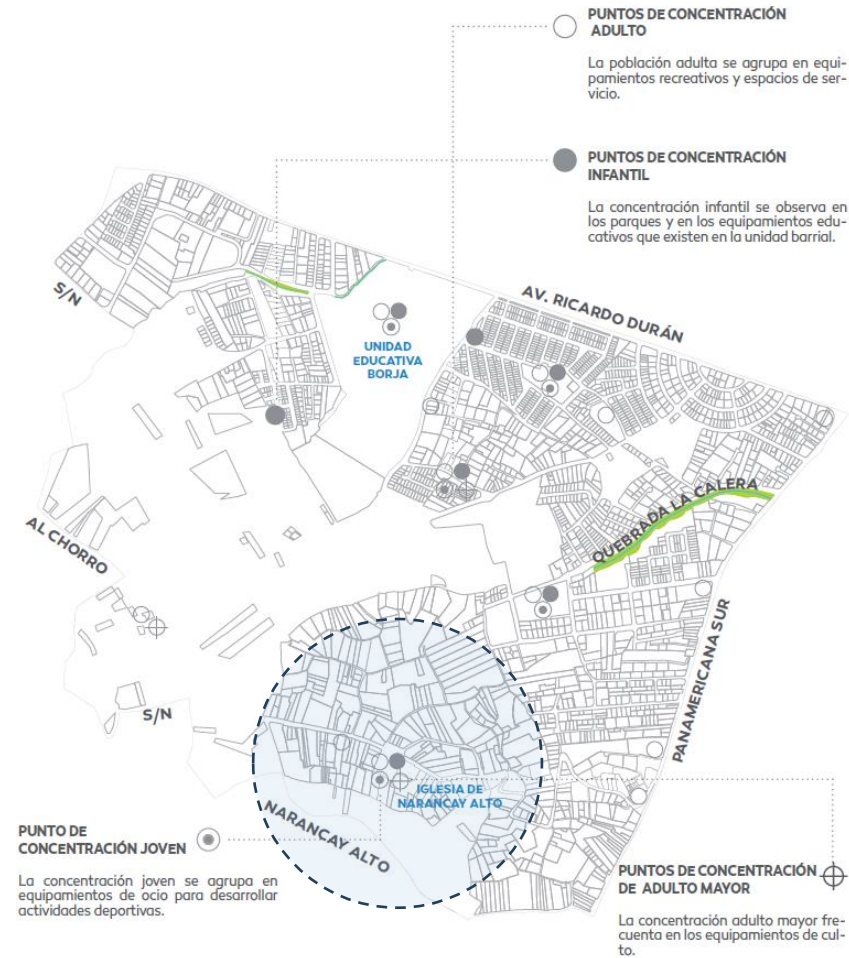 PUNTOS DE CONCENTRACIÓN
ADULTO
La población adulta se agrupa en equi-
pamientos recreativos y espacios de ser-
vicio.
PUNTOS DE CONCENTRACIÓN
INFANTIL
La concentración infantil se observa en
los parques y en los equipamientos edu-
cativos que existen en la unidad barrial.
S/N
AV. RICARDO DURÁN
UNIDAD
EDUCATIVA
BORJA
QUEBRADA LA CALERA
AL CHORRO
PANAMERICANA SUR
S/N
IGLESIA DE
NARANCAY ALTO
NARANCAY ALTO
PUNTO DE
CONCENTRACIÓN JOVEN
La concentración joven se agrupa en
equipamientos de ocio para desarrollar
actividades deportivas.
PUNTOS DE CONCENTRACIÓN
DE ADULTO MAYOR
La concentración adulto mayor fre-
cuenta en los equipamientos de cul-
to.